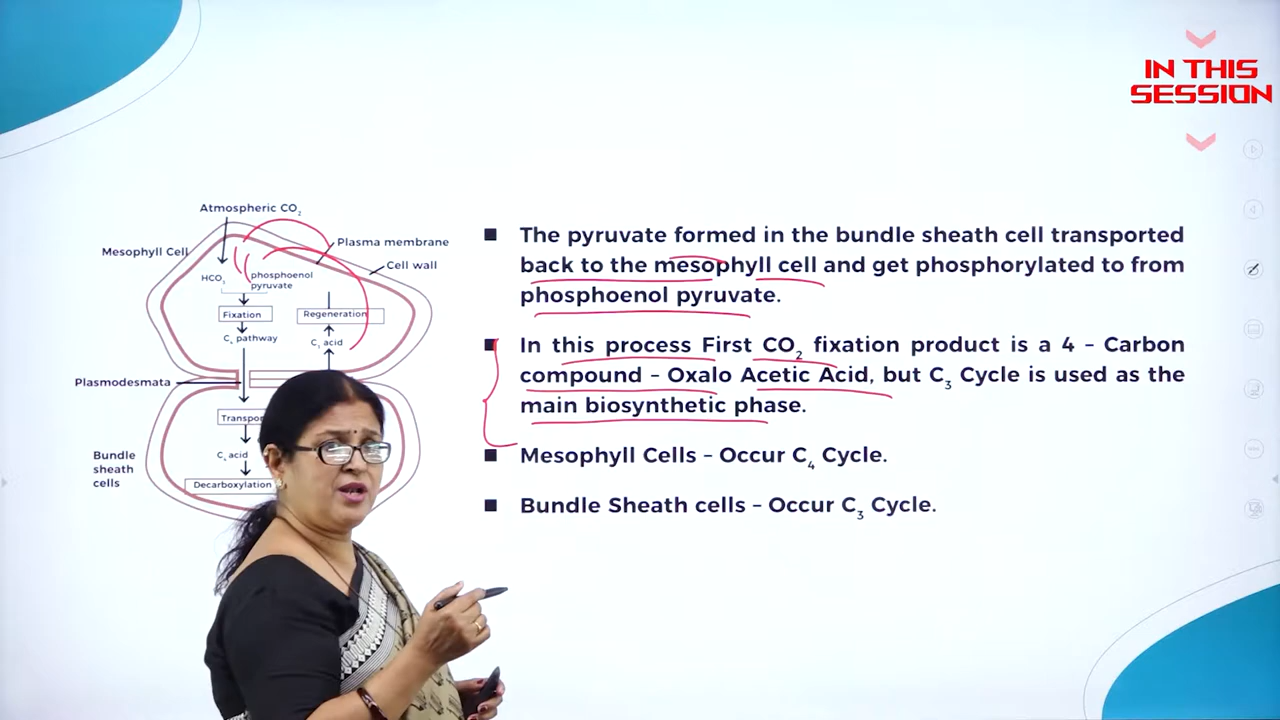 IN THIS
SESSION
Atmospheric CO₂
Mesophyll Cell
Plasma membrane
Cell wall
HCO₃
phosphoenol
pyruvate
Fixation
Regeneration
C₄ pathway
C₃ acid
Plasmodesmata
C₄ acid
Bundle
sheath
cells
Decarboxylation
■ The pyruvate formed in the bundle sheath cell transported
back to the mesophyll cell and get phosphorylated to from
phosphoenol pyruvate.
■ In this process First CO₂ fixation product is a 4 – Carbon
compound – Oxalo Acetic Acid, but C₃ Cycle is used as the
main biosynthetic phase.
■ Mesophyll Cells – Occur C₄ Cycle.
■ Bundle Sheath cells – Occur C₃ Cycle.